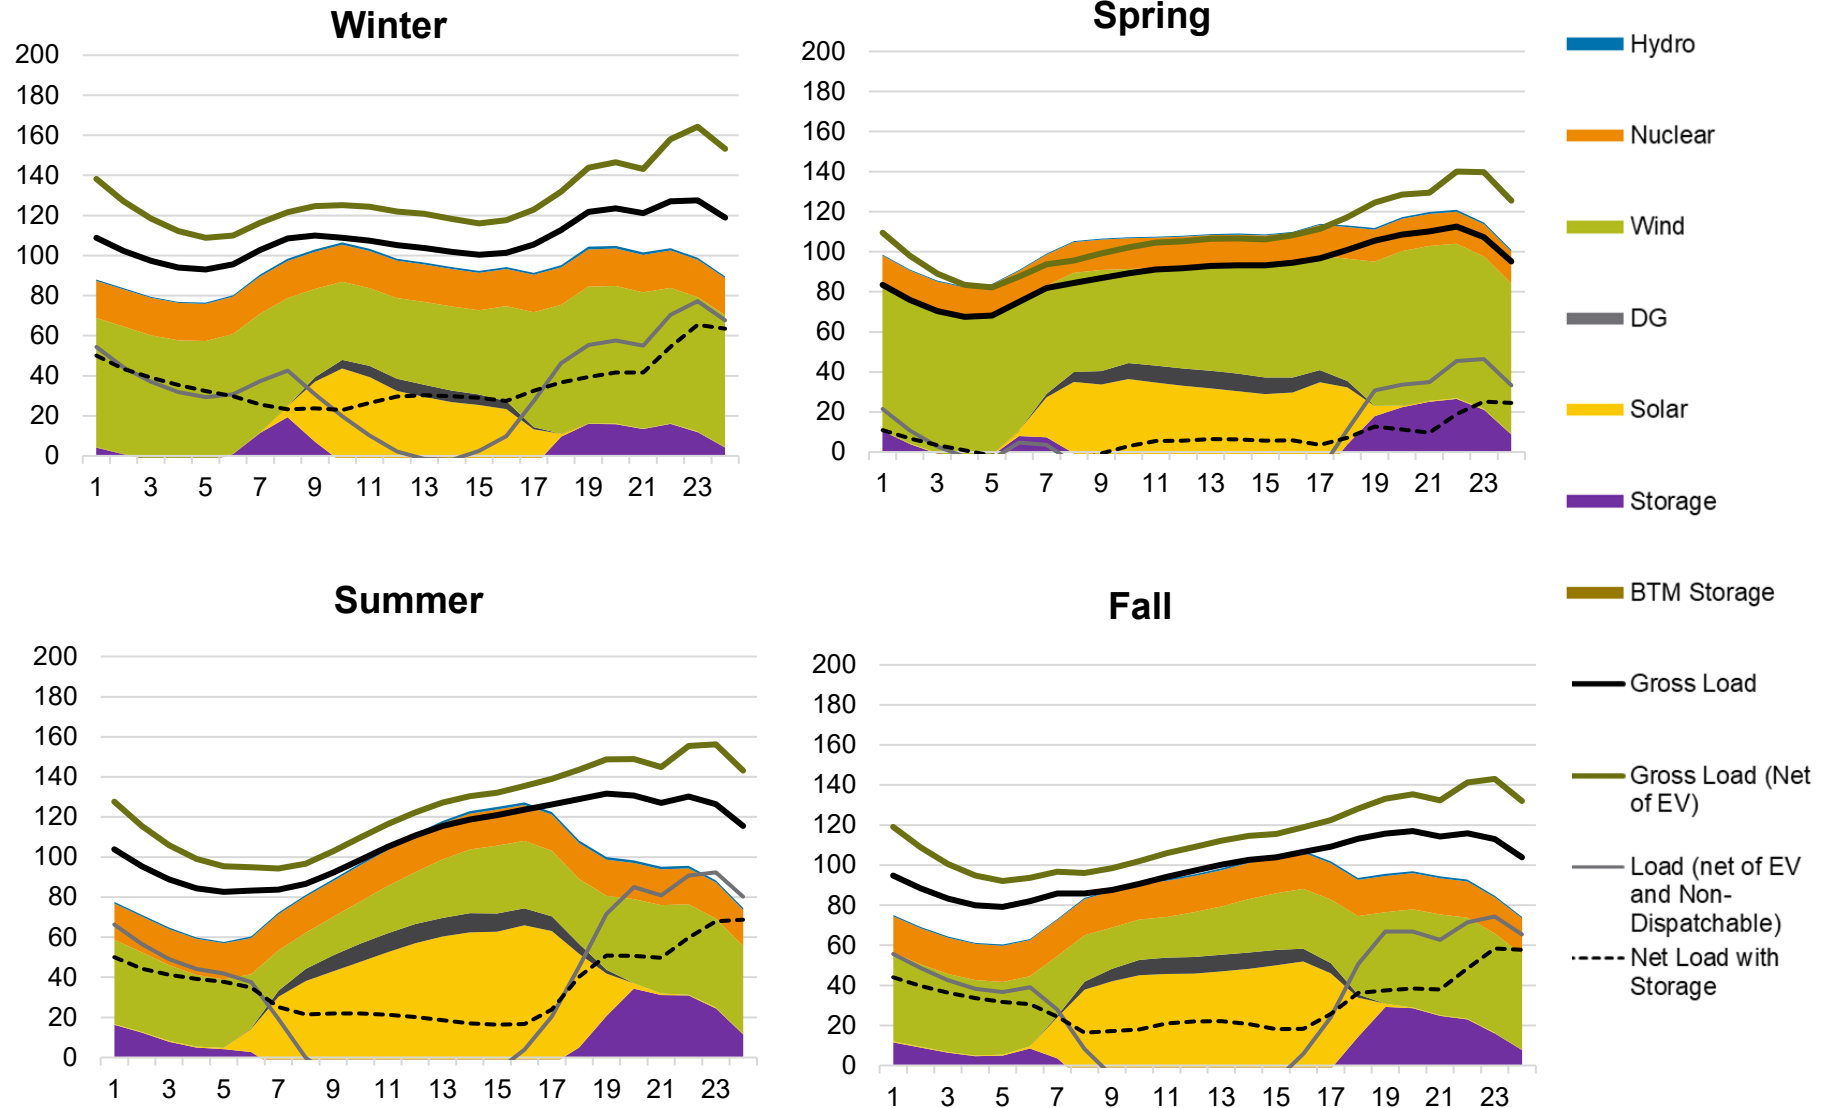 Winter
200
180
160
140
120
100
80
60
40
20
0
1 3 5 7 9 11 13 15 17 19 21 23
Spring
200
180
160
140
120
100
80
60
40
20
0
1 3 5 7 9 11 13 15 17 19 21 23
Summer
200
180
160
140
120
100
80
60
40
20
0
1 3 5 7 9 11 13 15 17 19 21 23
Fall
200
180
160
140
120
100
80
60
40
20
0
1 3 5 7 9 11 13 15 17 19 21 23
Hydro
Nuclear
Wind
DG
Solar
Storage
BTM Storage
Gross Load
Gross Load (Net
of EV)
Load (net of EV
and Non-
Dispatchable)
Net Load with
Storage